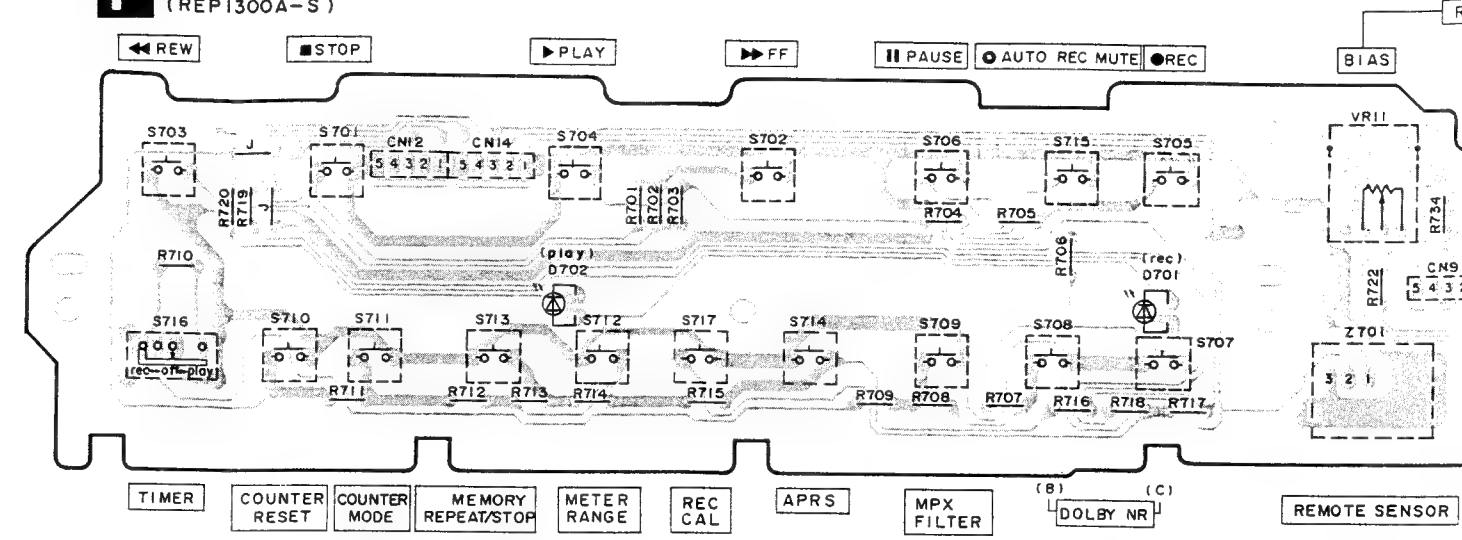 (REP1300A-S)
R
◀◀ REW
■ STOP
▶ PLAY
▶▶ FF
▮▮ PAUSE
AUTO REC MUTE
● REC
BIAS
S703
J
S701
CN12
CN14
S704
S702
S706
S715
S705
VR11
5 4 3 2 1
5 4 3 2 1
R720
R719
J
R701
R702
R703
R704
R705
R706
R734
R710
(play)
D702
(rec)
D701
R722
CN9
5 4 3 2
S716
S710
S711
S713
S712
S717
S714
S709
S708
S707
Z701
rec-off-play
3 2 1
R711
R712
R713
R714
R715
R709
R708
R707
R716
R718
R717
TIMER
COUNTER
RESET
COUNTER
MODE
MEMORY
REPEAT/STOP
METER
RANGE
REC
CAL
APRS
MPX
FILTER
(B)
(C)
DOLBY NR
REMOTE SENSOR